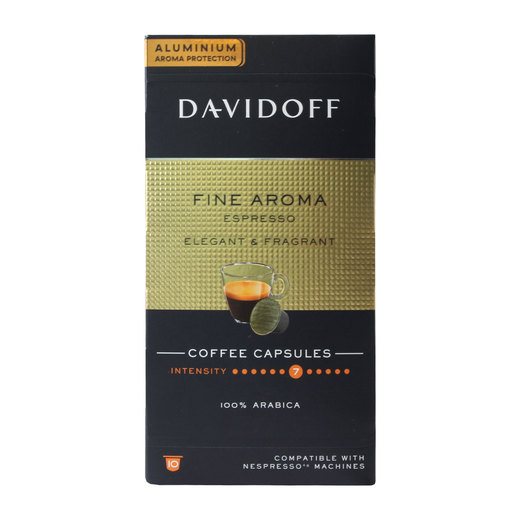 ALUMINIUM
AROMA PROTECTION
DAVIDOFF
FINE AROMA
ESPRESSO
ELEGANT & FRAGRANT
COFFEE CAPSULES
INTENSITY 7
100% ARABICA
10
COMPATIBLE WITH
NESPRESSO®* MACHINES